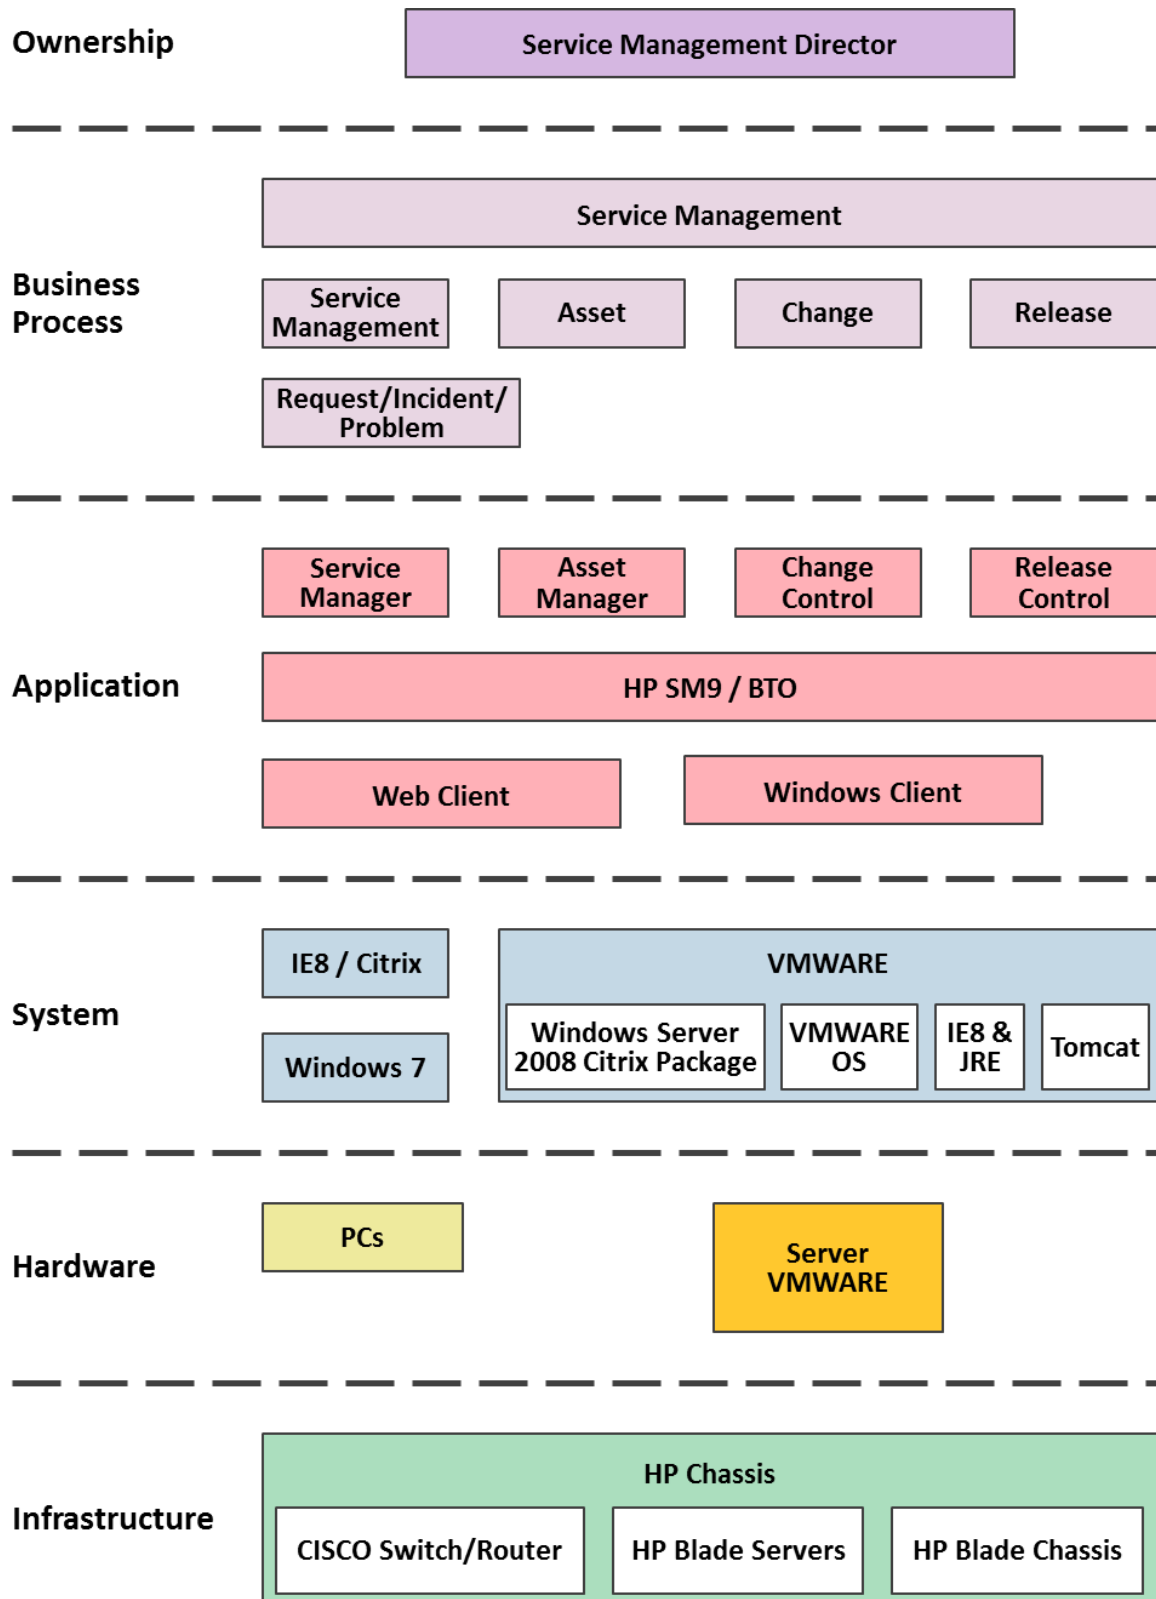 Ownership
Service Management Director
Service Management
Business
Process
Service
Management
Asset
Change
Release
Request/Incident/
Problem
Service
Manager
Asset
Manager
Change
Control
Release
Control
Application
HP SM9 / BTO
Web Client
Windows Client
System
IE8 / Citrix
Windows 7
VMWARE
Windows Server
2008 Citrix Package
VMWARE
OS
IE8 &
JRE
Tomcat
Hardware
PCs
Server
VMWARE
Infrastructure
HP Chassis
CISCO Switch/Router
HP Blade Servers
HP Blade Chassis